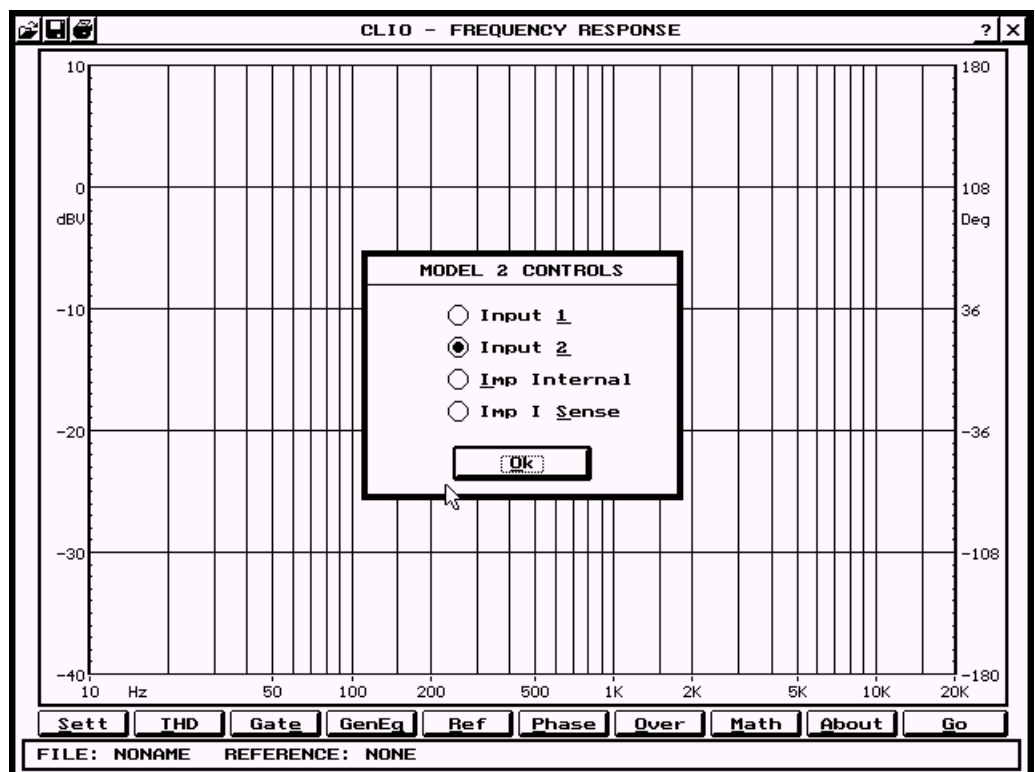 CLIO - FREQUENCY RESPONSE ? X
10 180
0 108
dBV Deg
MODEL 2 CONTROLS
Input 1
-10 36
Input 2
Imp Internal
Imp I Sense
-20 -36
Ok
-30 -108
-40 -180
10 Hz 50 100 200 500 1K 2K 5K 10K 20K
Sett THD Gate GenEq Ref Phase Over Math About Go
FILE: NONAME REFERENCE: NONE